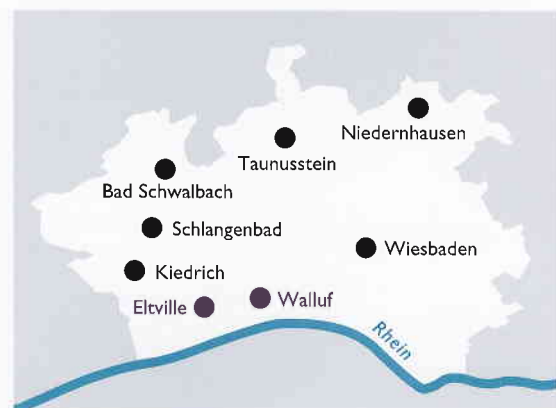 Niedernhausen
Taunusstein
Bad Schwalbach
Schlangenbad
Wiesbaden
Kiedrich
Eltville
Walluf
Rhein